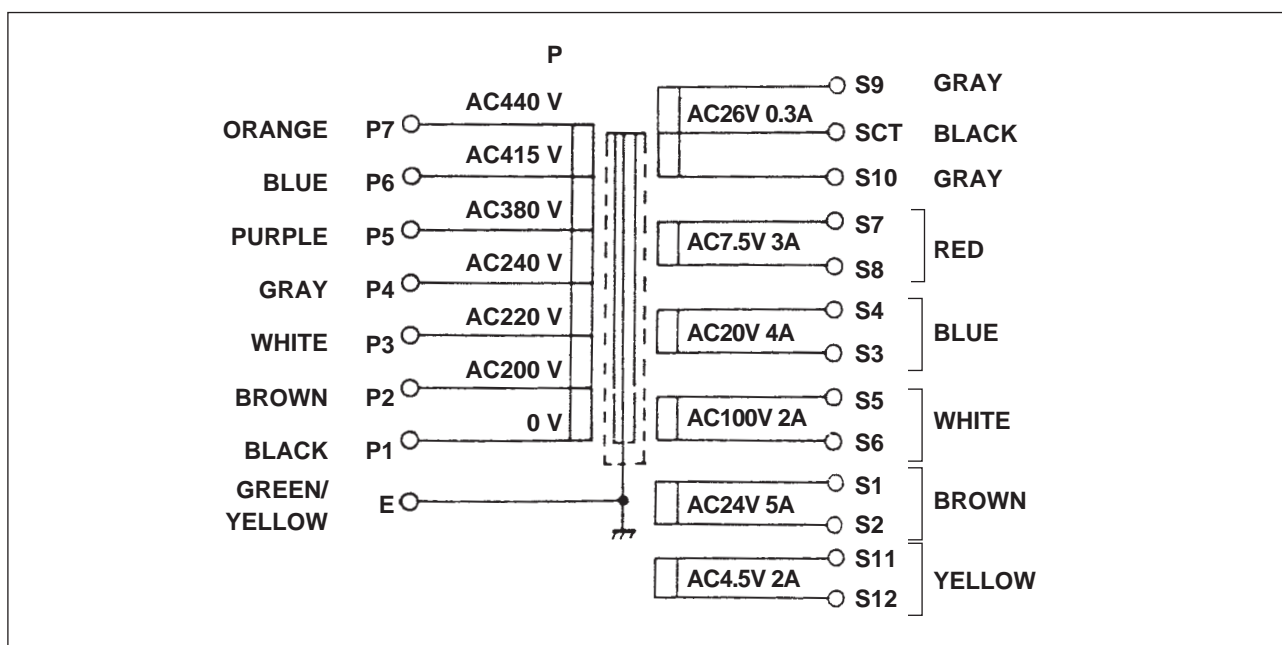 P
AC440 V
ORANGE P7
AC415 V
BLUE P6
AC380 V
PURPLE P5
AC240 V
GRAY P4
AC220 V
WHITE P3
AC200 V
BROWN P2
0 V
BLACK P1
GREEN/
YELLOW
E
S9 GRAY
AC26V 0.3A
SCT BLACK
S10 GRAY
S7
AC7.5V 3A
RED
S8
S4
AC20V 4A
BLUE
S3
S5
AC100V 2A
WHITE
S6
S1
AC24V 5A
BROWN
S2
S11
AC4.5V 2A
YELLOW
S12